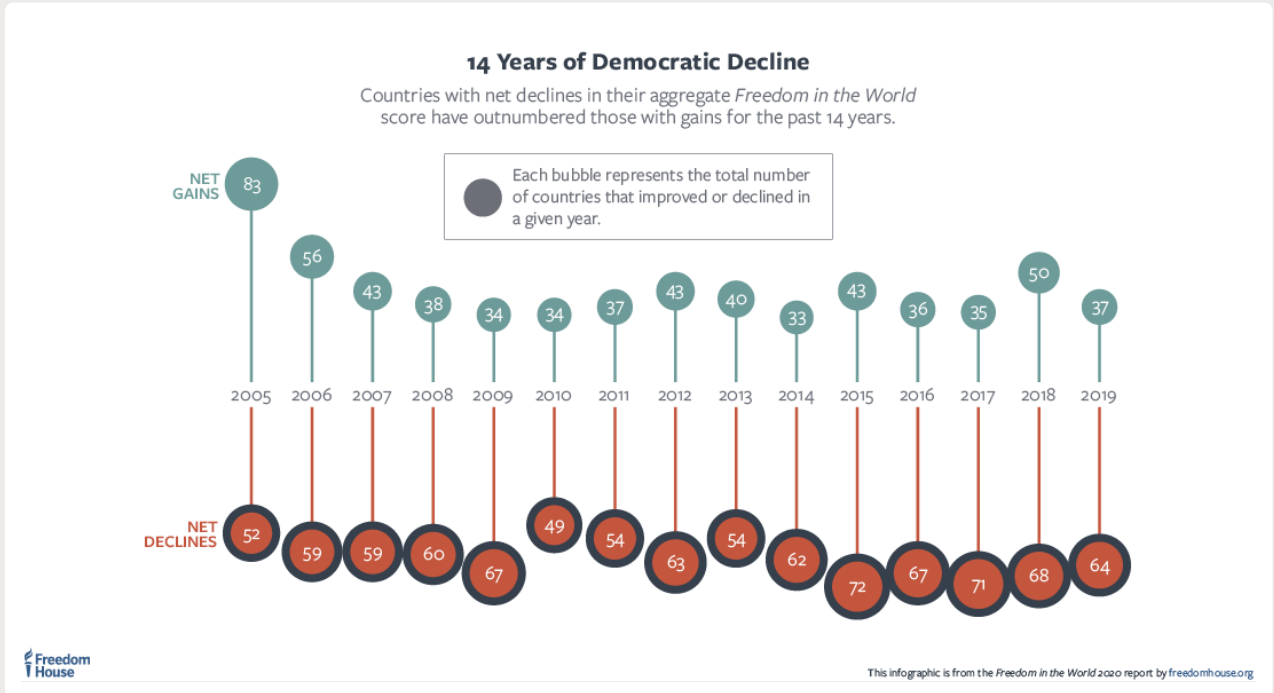 14 Years of Democratic Decline
Countries with net declines in their aggregate Freedom in the World
score have outnumbered those with gains for the past 14 years.
Each bubble represents the total number
of countries that improved or declined in
a given year.
NET
GAINS
83
56
43
38
34
34
37
43
40
33
43
36
35
50
37
2005 2006 2007 2008 2009 2010 2011 2012 2013 2014 2015 2016 2017 2018 2019
NET
DECLINES
52
59
59
60
67
49
54
63
54
62
72
67
71
68
64
Freedom
House
This infographic is from the Freedom in the World 2020 report by freedomhouse.org